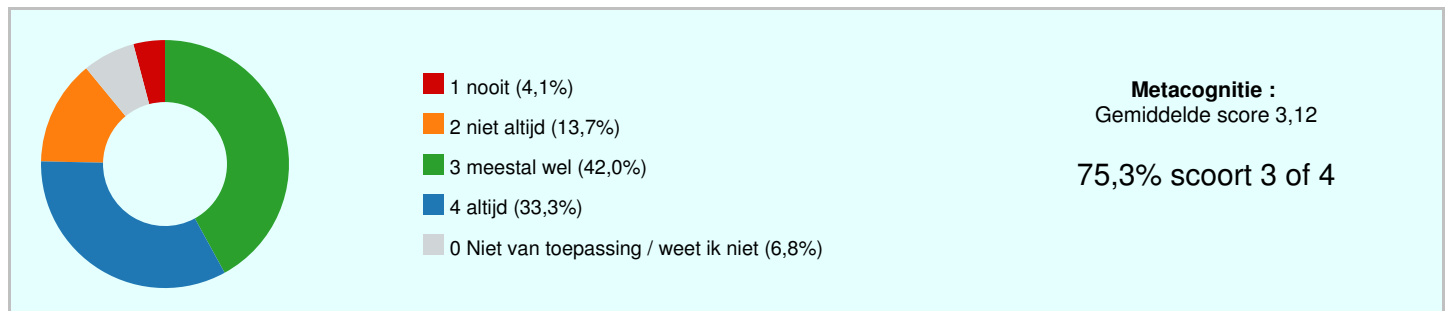 1 nooit (4,1%)
2 niet altijd (13,7%)
3 meestal wel (42,0%)
4 altijd (33,3%)
0 Niet van toepassing / weet ik niet (6,8%)
Metacognitie :
Gemiddelde score 3,12
75,3% scoort 3 of 4